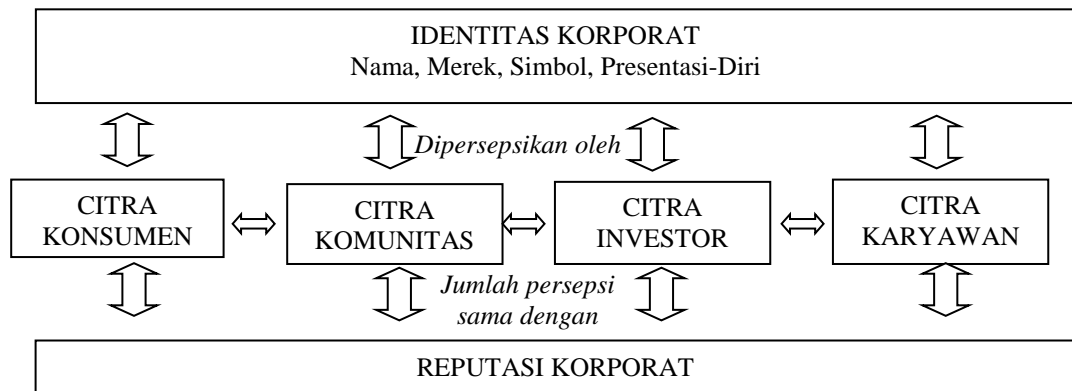 IDENTITAS KORPORAT
Nama, Merek, Simbol, Presentasi-Diri
Dipersepsikan oleh
CITRA
KONSUMEN
CITRA
KOMUNITAS
CITRA
INVESTOR
CITRA
KARYAWAN
Jumlah persepsi
sama dengan
REPUTASI KORPORAT